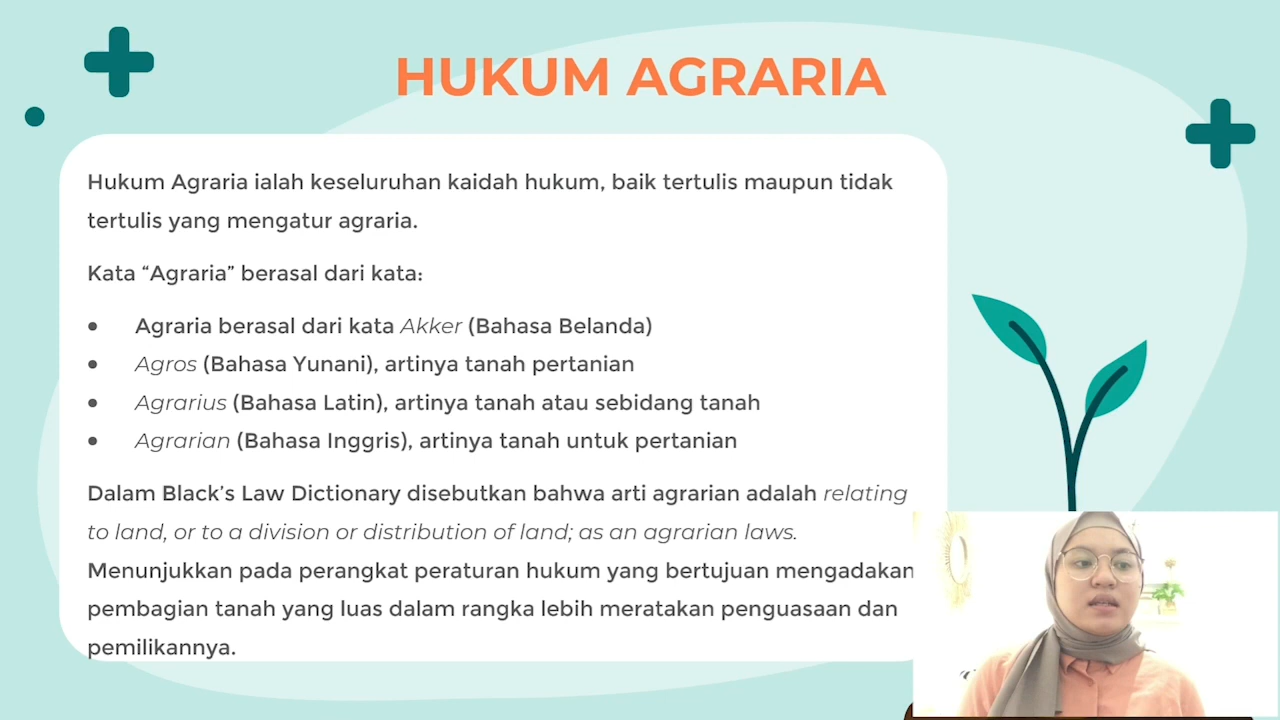 HUKUM AGRARIA
Hukum Agraria ialah keseluruhan kaidah hukum, baik tertulis maupun tidak
tertulis yang mengatur agraria.
Kata “Agraria” berasal dari kata:
• Agraria berasal dari kata Akker (Bahasa Belanda)
• Agros (Bahasa Yunani), artinya tanah pertanian
• Agrarius (Bahasa Latin), artinya tanah atau sebidang tanah
• Agrarian (Bahasa Inggris), artinya tanah untuk pertanian
Dalam Black’s Law Dictionary disebutkan bahwa arti agrarian adalah relating
to land, or to a division or distribution of land; as an agrarian laws.
Menunjukkan pada perangkat peraturan hukum yang bertujuan mengadakan
pembagian tanah yang luas dalam rangka lebih meratakan penguasaan dan
pemilikannya.